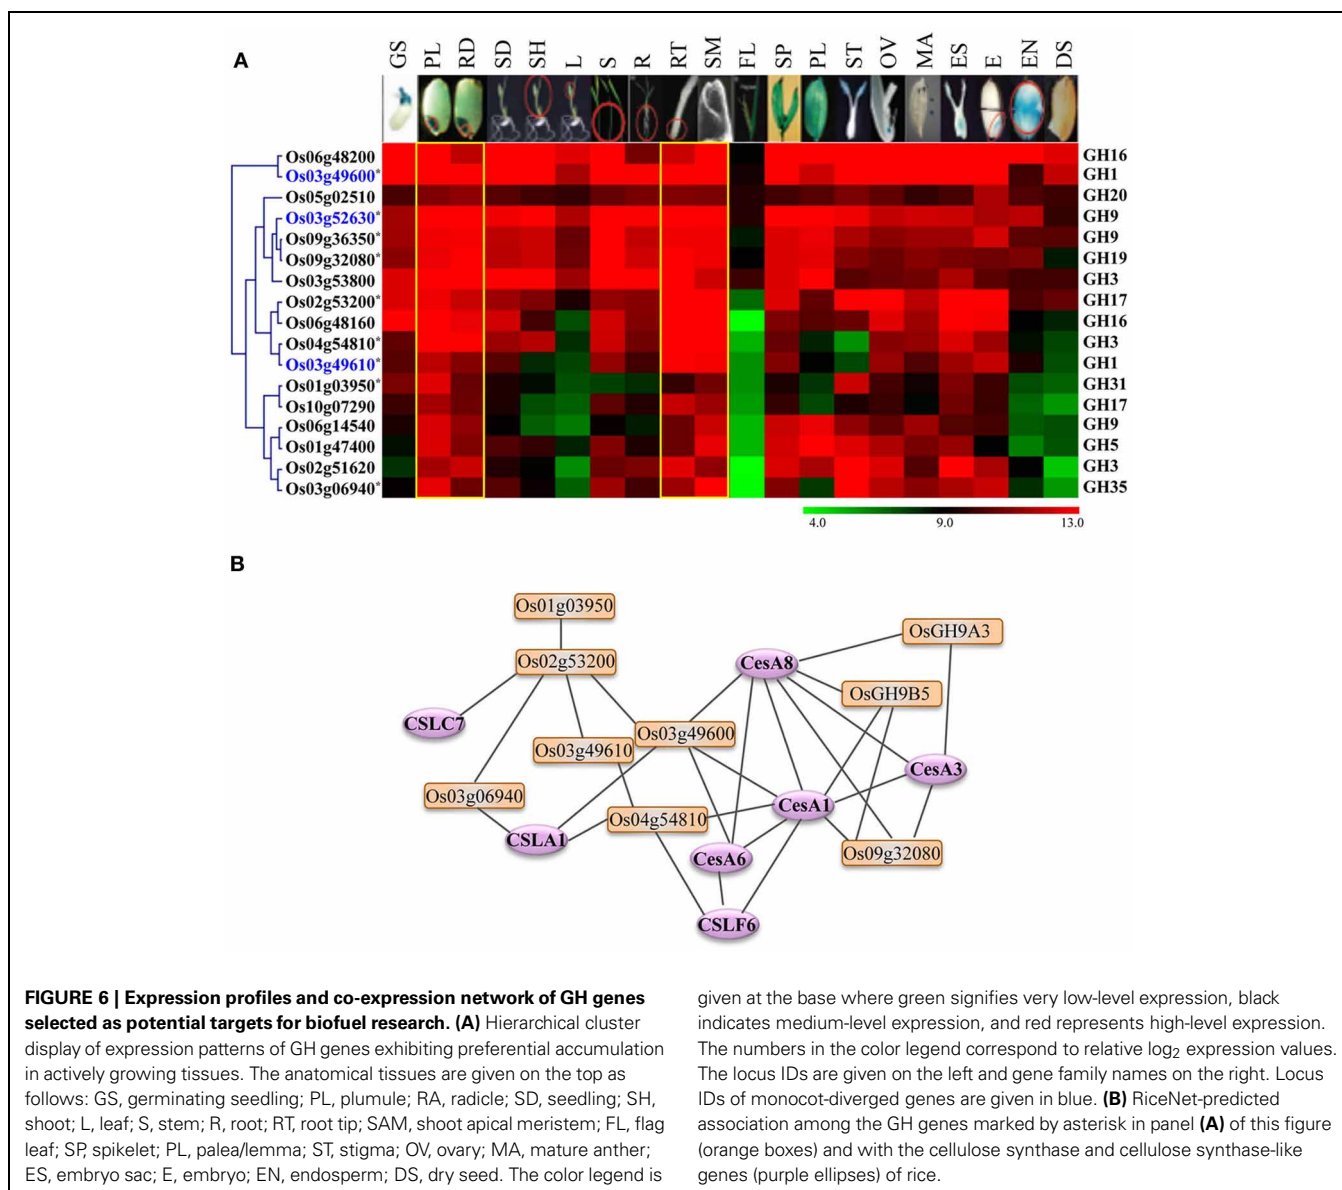 A
GS PL RD SD SH L S R RT SM FL SP PL ST OV MA ES E EN DS
Os06g48200 GH16
Os03g49600* GH1
Os05g02510 GH20
Os03g52630* GH9
Os09g36350* GH9
Os09g32080* GH19
Os03g53800 GH3
Os02g53200* GH17
Os06g48160 GH16
Os04g54810* GH3
Os03g49610* GH1
Os01g03950* GH31
Os10g07290 GH17
Os06g14540 GH9
Os01g47400 GH5
Os02g51620 GH3
Os03g06940* GH35
4.0 9.0 13.0
B
Os01g03950
OsGH9A3
Os02g53200
CesA8
OsGH9B5
CSLC7
Os03g49600
Os03g49610
CesA3
Os03g06940
CesA1
Os04g54810
CSLA1
CesA6
Os09g32080
CSLF6
FIGURE 6 | Expression profiles and co-expression network of GH genes
selected as potential targets for biofuel research. (A) Hierarchical cluster
display of expression patterns of GH genes exhibiting preferential accumulation
in actively growing tissues. The anatomical tissues are given on the top as
follows: GS, germinating seedling; PL, plumule; RA, radicle; SD, seedling; SH,
shoot; L, leaf; S, stem; R, root; RT, root tip; SAM, shoot apical meristem; FL, flag
leaf; SP, spikelet; PL, palea/lemma; ST, stigma; OV, ovary; MA, mature anther;
ES, embryo sac; E, embryo; EN, endosperm; DS, dry seed. The color legend is
given at the base where green signifies very low-level expression, black
indicates medium-level expression, and red represents high-level expression.
The numbers in the color legend correspond to relative log2 expression values.
The locus IDs are given on the left and gene family names on the right. Locus
IDs of monocot-diverged genes are given in blue. (B) RiceNet-predicted
association among the GH genes marked by asterisk in panel (A) of this figure
(orange boxes) and with the cellulose synthase and cellulose synthase-like
genes (purple ellipses) of rice.